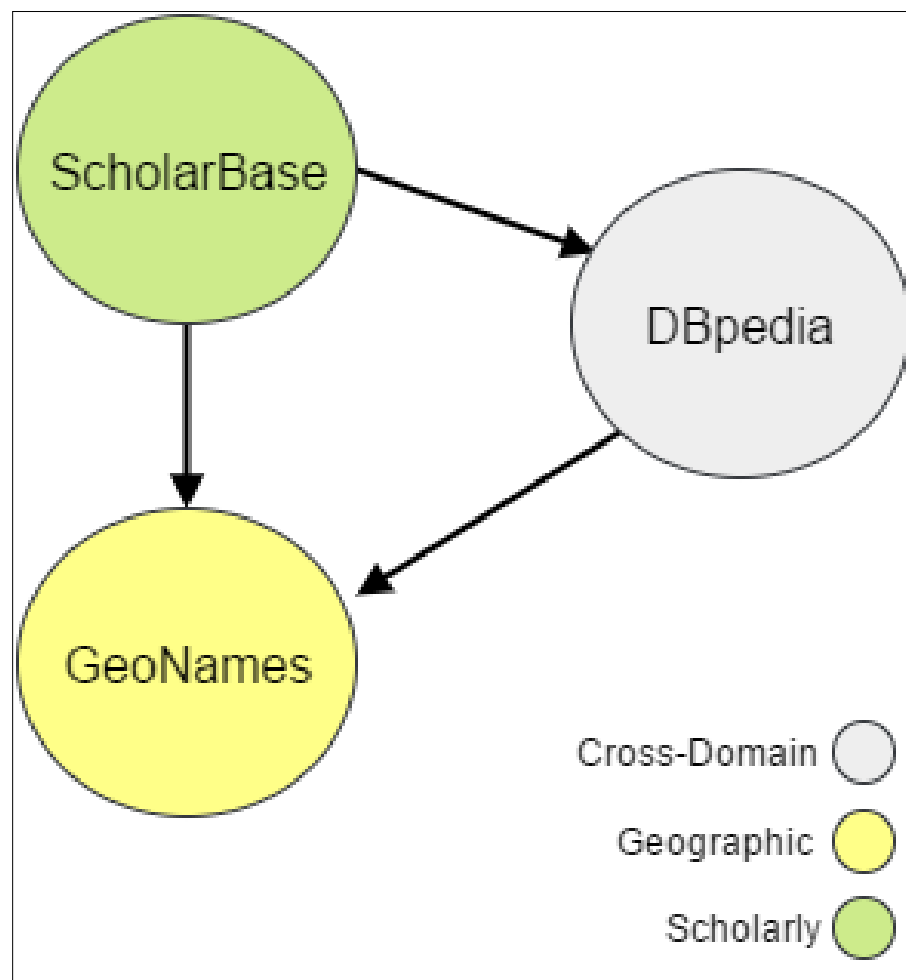 ScholarBase
DBpedia
GeoNames
Cross-Domain
Geographic
Scholarly